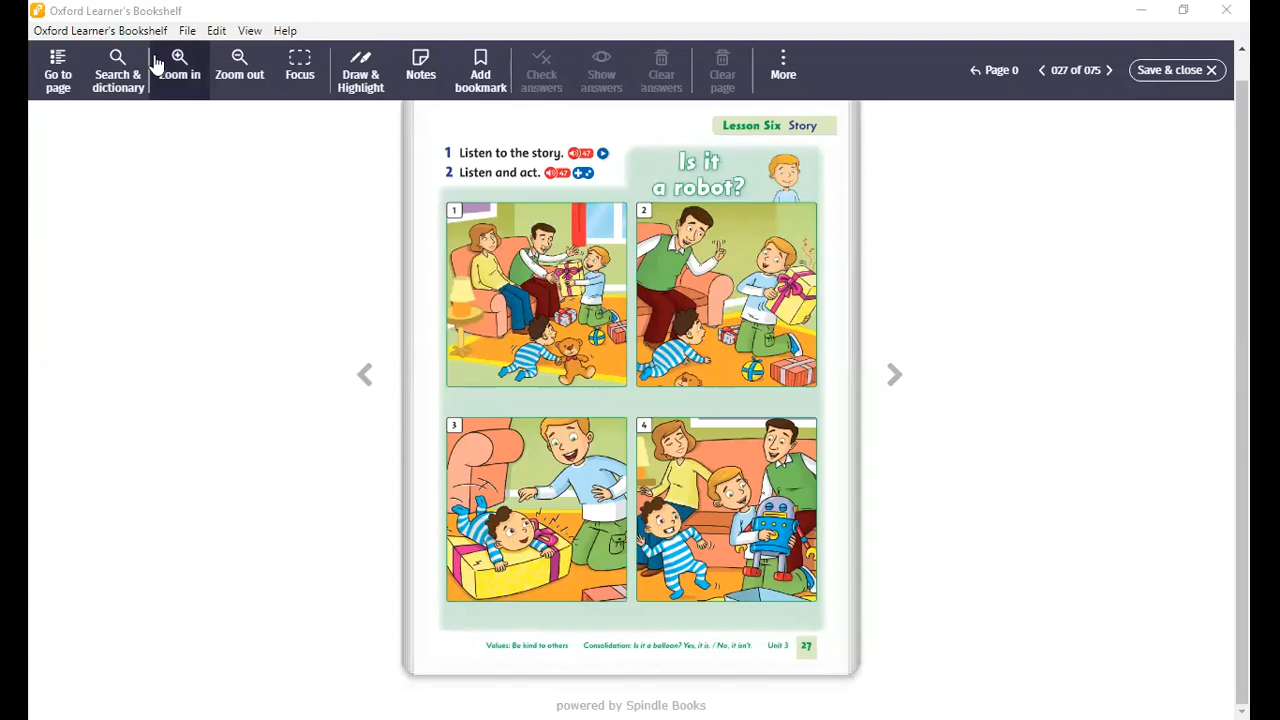 Oxford Learner's Bookshelf
Oxford Learner's Bookshelf File Edit View Help
Go to page
Search & dictionary
Zoom in
Zoom out
Focus
Draw & Highlight
Notes
Add bookmark
Check answers
Show answers
Clear answers
Clear page
More
Page 0
027 of 075
Save & close
Lesson Six Story
1 Listen to the story. 47
2 Listen and act. 47
Is it
a robot?
1
2
3
4
Values: Be kind to others Consolidation: Is it a balloon? Yes, it is. / No, it isn't. Unit 3 27
powered by Spindle Books